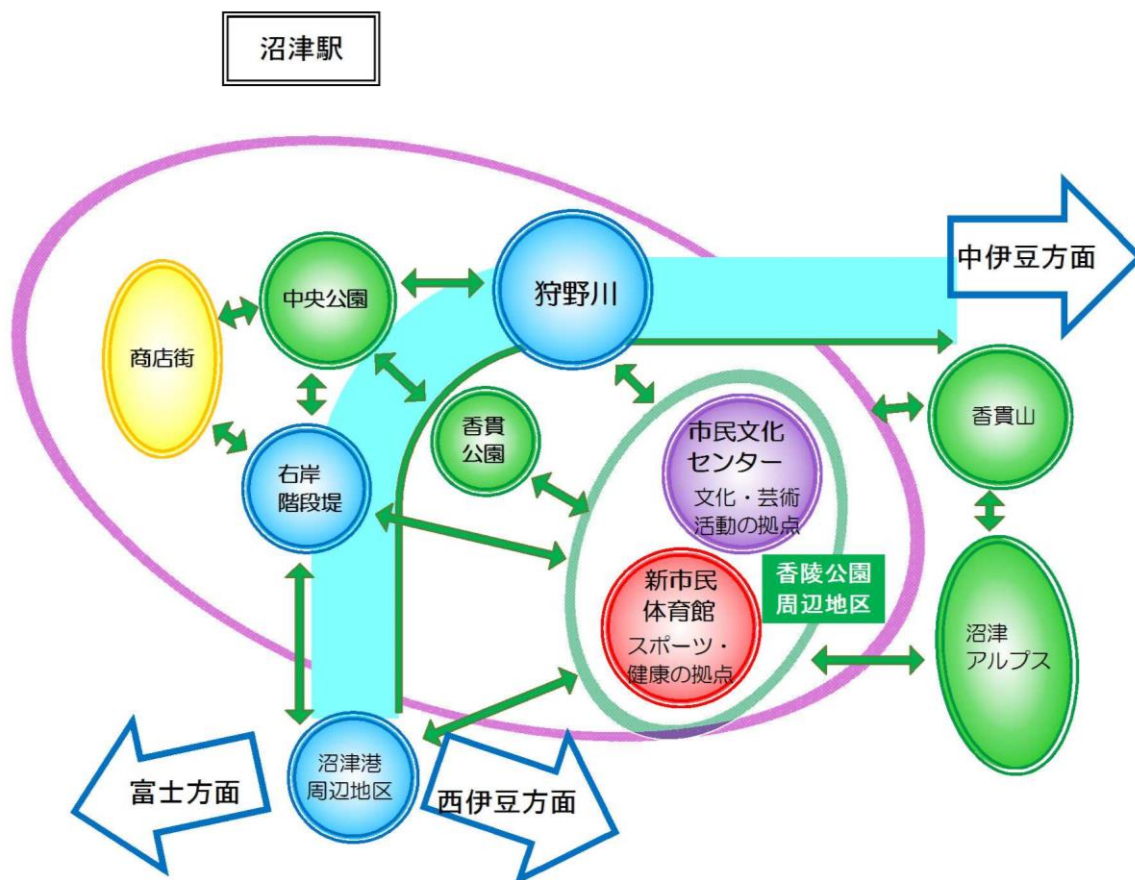 沼津駅
中伊豆方面
狩野川
中央公園
商店街
香貫
公園
香貫山
市民文化
センター
文化・芸術
活動の拠点
右岸
階段堤
新市民
体育館
スポーツ・
健康の拠点
香陵公園
周辺地区
沼津
アルプス
沼津港
周辺地区
富士方面
西伊豆方面